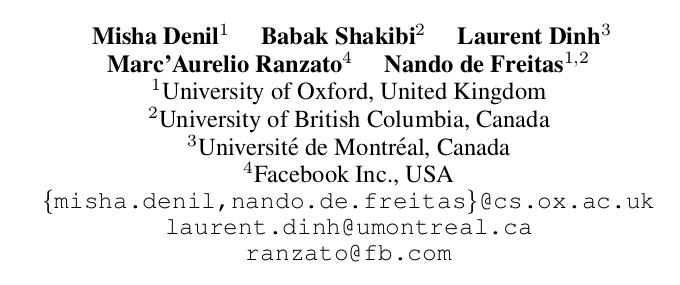 Misha Denil¹ Babak Shakibi² Laurent Dinh³
Marc'Aurelio Ranzato⁴ Nando de Freitas¹,²
¹University of Oxford, United Kingdom
²University of British Columbia, Canada
³Université de Montréal, Canada
⁴Facebook Inc., USA
{misha.denil,nando.de.freitas}@cs.ox.ac.uk
laurent.dinh@umontreal.ca
ranzato@fb.com